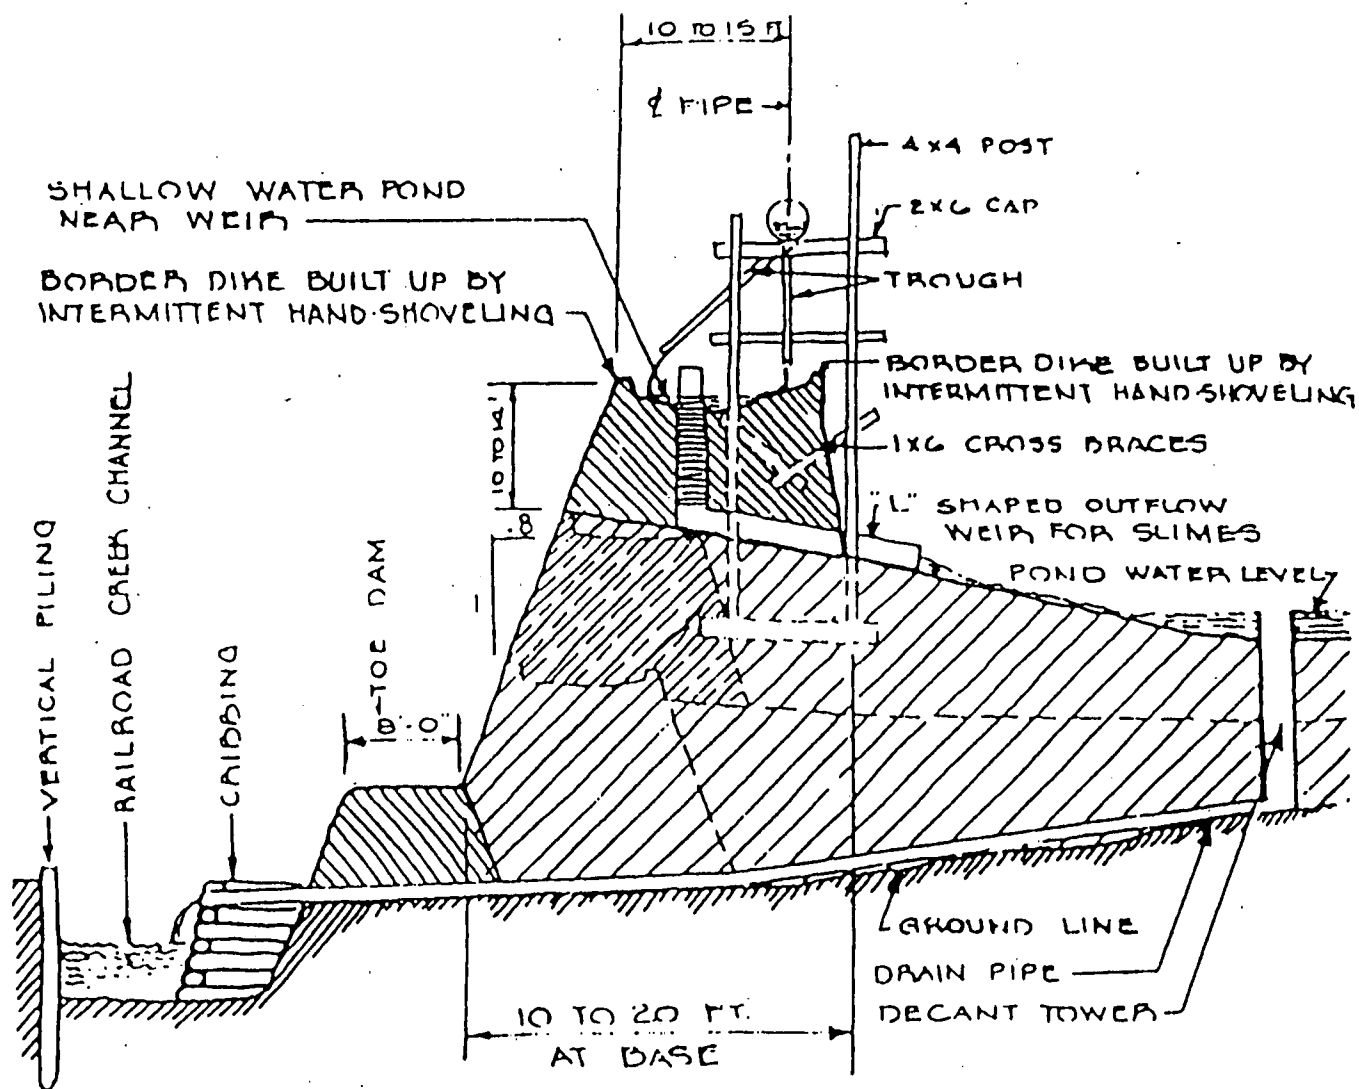 10 TO 15 FT
℄ PIPE
4x4 POST
2x6 CAP
SHALLOW WATER POND
NEAR WEIR
TROUGH
BORDER DIKE BUILT UP BY
INTERMITTENT HAND-SHOVELING
BORDER DIKE BUILT UP BY
INTERMITTENT HAND-SHOVELING
1x6 CROSS BRACES
"L" SHAPED OUTFLOW
WEIR FOR SLIMES
POND WATER LEVEL
10 TO
.8
1
TOE DAM
8'-0"
VERTICAL PILING
RAILROAD CREEK CHANNEL
CRIBBING
GROUND LINE
DRAIN PIPE
DECANT TOWER
10 TO 20 FT.
AT BASE